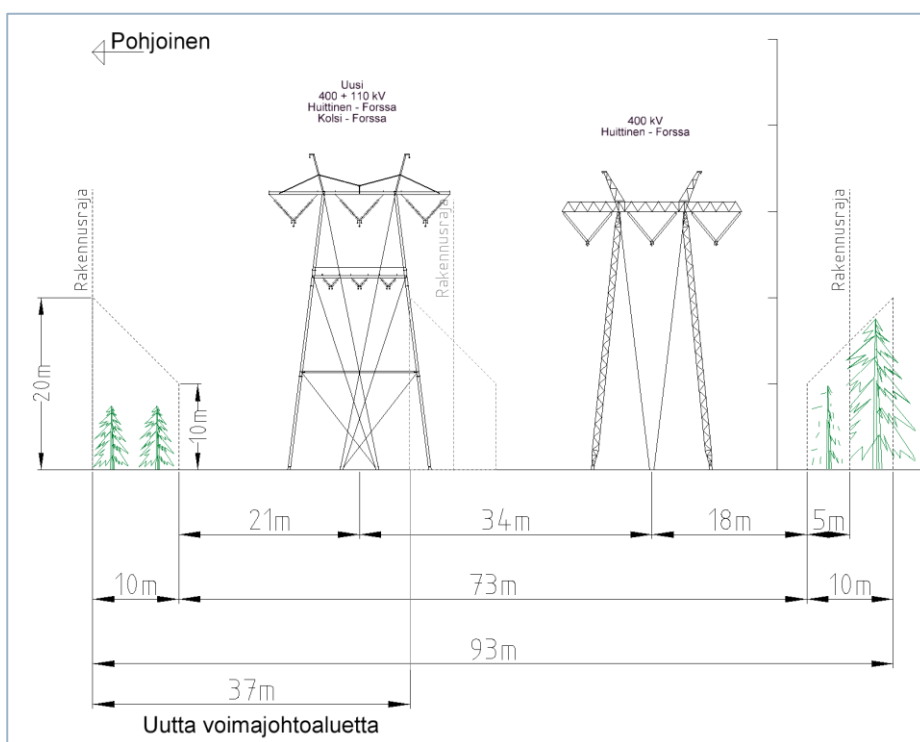 Pohjoinen
Uusi
400 + 110 kV
Huittinen - Forssa
Kolsi - Forssa
400 kV
Huittinen - Forssa
Rakennusraja
Rakennusraja
Rakennusraja
20m
10m
21m
34m
18m
5m
10m
73m
10m
93m
37m
Uutta voimajohtoaluetta